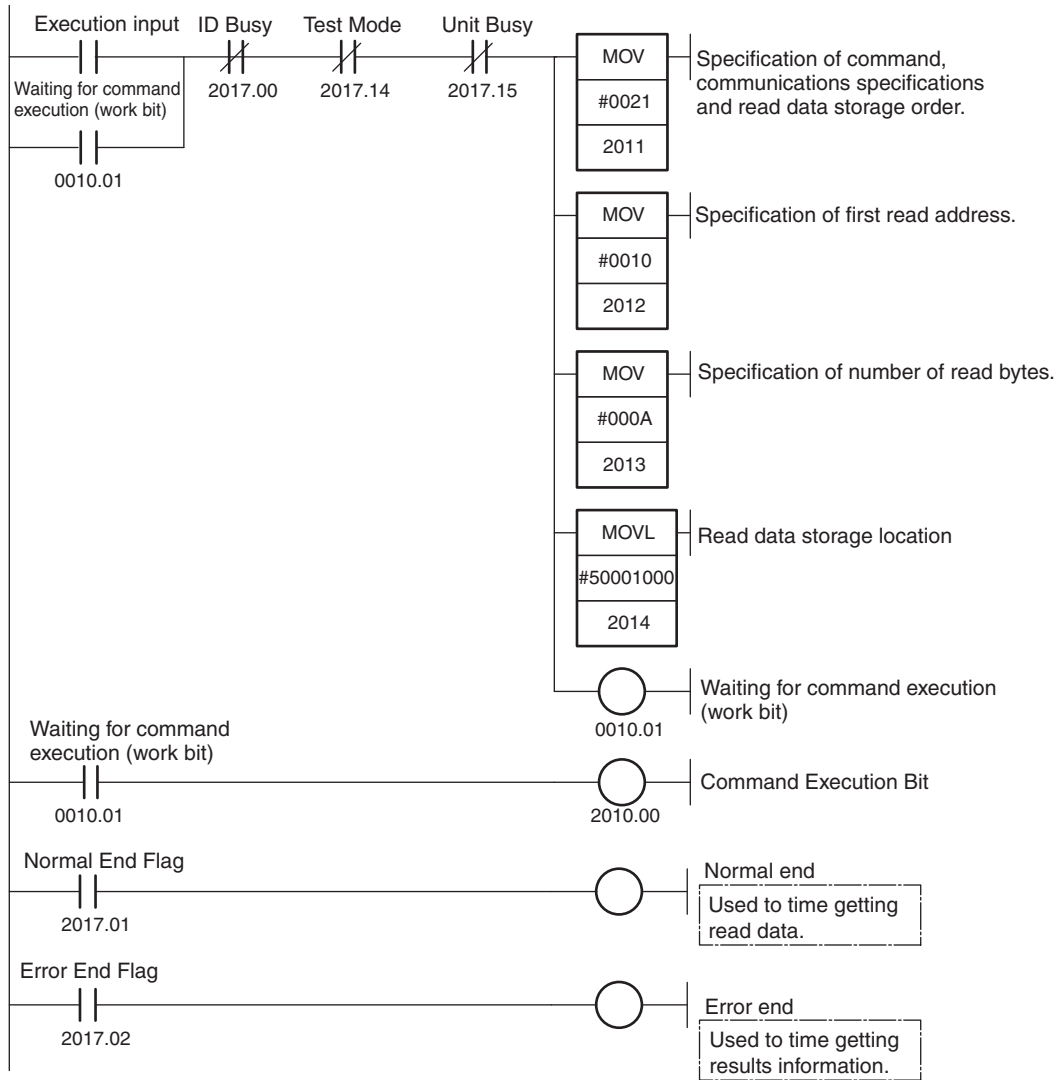 Execution input
ID Busy
Test Mode
Unit Busy
Waiting for command
execution (work bit)
2017.00
2017.14
2017.15
0010.01
MOV
#0021
2011
Specification of command,
communications specifications
and read data storage order.
MOV
#0010
2012
Specification of first read address.
MOV
#000A
2013
Specification of number of read bytes.
MOVL
#50001000
2014
Read data storage location
0010.01
Waiting for command execution
(work bit)
Waiting for command
execution (work bit)
0010.01
2010.00
Command Execution Bit
Normal End Flag
2017.01
Normal end
Used to time getting
read data.
Error End Flag
2017.02
Error end
Used to time getting
results information.